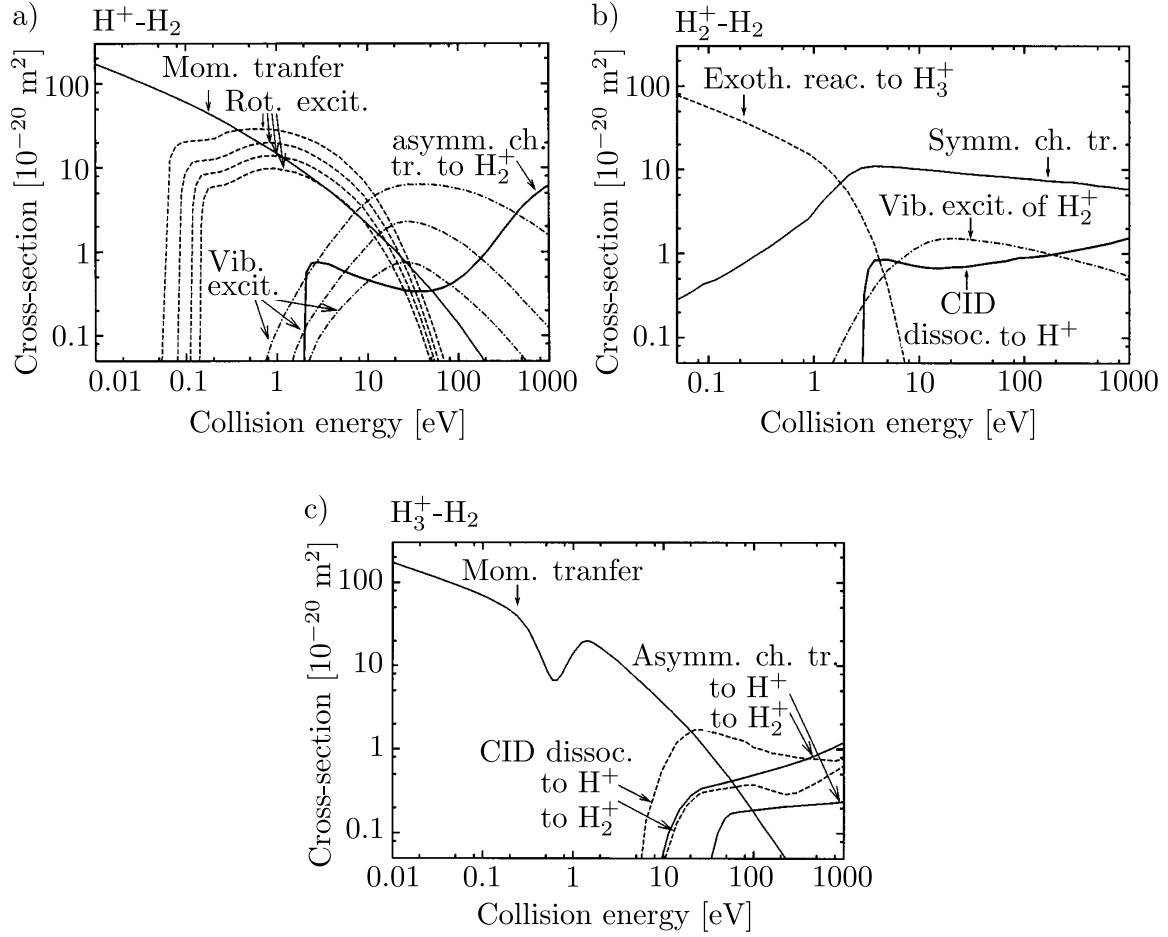 a) H⁺-H₂
Cross-section [10⁻²⁰ m²]
100
10
1
0.1
Mom. tranfer
Rot. excit.
asymm. ch.
tr. to H₂⁺
Vib.
excit.
0.01 0.1 1 10 100 1000
Collision energy [eV]
b) H₂⁺-H₂
Cross-section [10⁻²⁰ m²]
100
10
1
0.1
Exoth. reac. to H₃⁺
Symm. ch. tr.
Vib. excit. of H₂⁺
CID
dissoc. to H⁺
0.1 1 10 100 1000
Collision energy [eV]
c) H₃⁺-H₂
Cross-section [10⁻²⁰ m²]
100
10
1
0.1
Mom. tranfer
Asymm. ch. tr.
to H⁺
to H₂⁺
CID dissoc.
to H⁺
to H₂⁺
0.01 0.1 1 10 100 1000
Collision energy [eV]